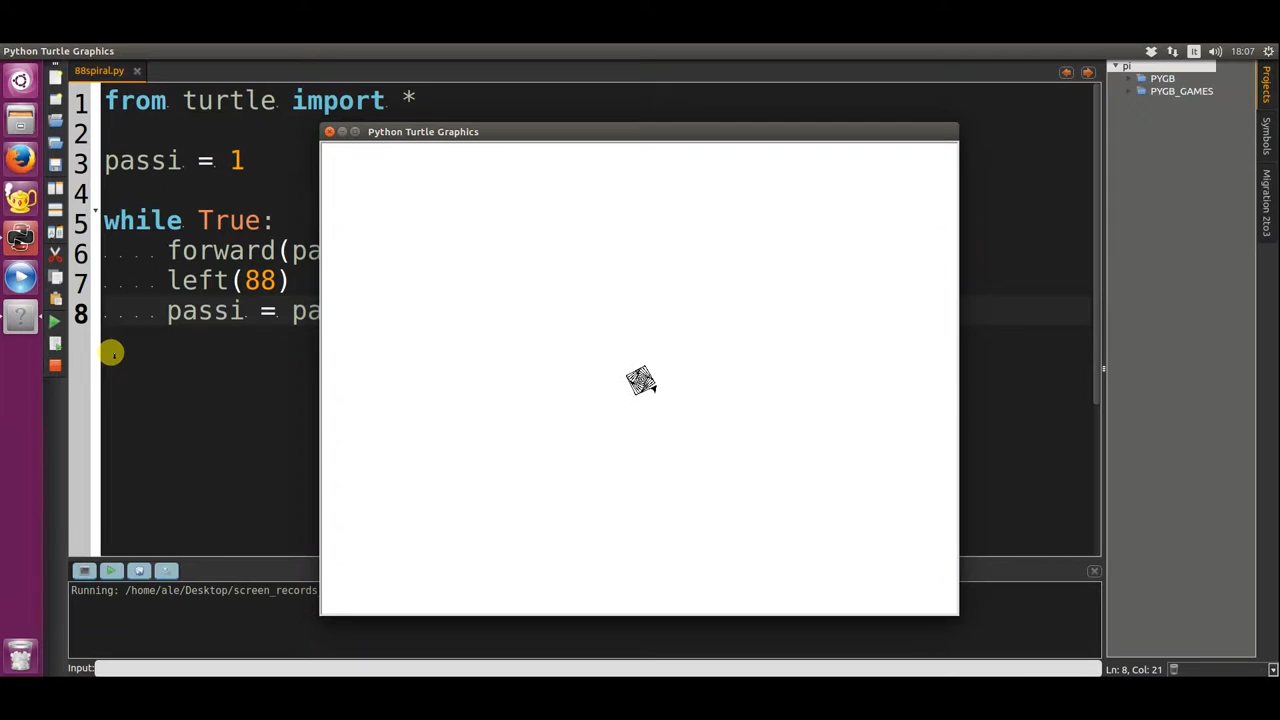 Python Turtle Graphics
It
18:07
88spiral.py
1 from turtle import *
2
3 passi = 1
4
5 while True:
6 forward(pa
7 left(88)
8 passi = pa
Python Turtle Graphics
pi
PYGB
PYGB_GAMES
Projects
Symbols
Migration 2to3
Running: /home/ale/Desktop/screen_records
Input:
Ln: 8, Col: 21